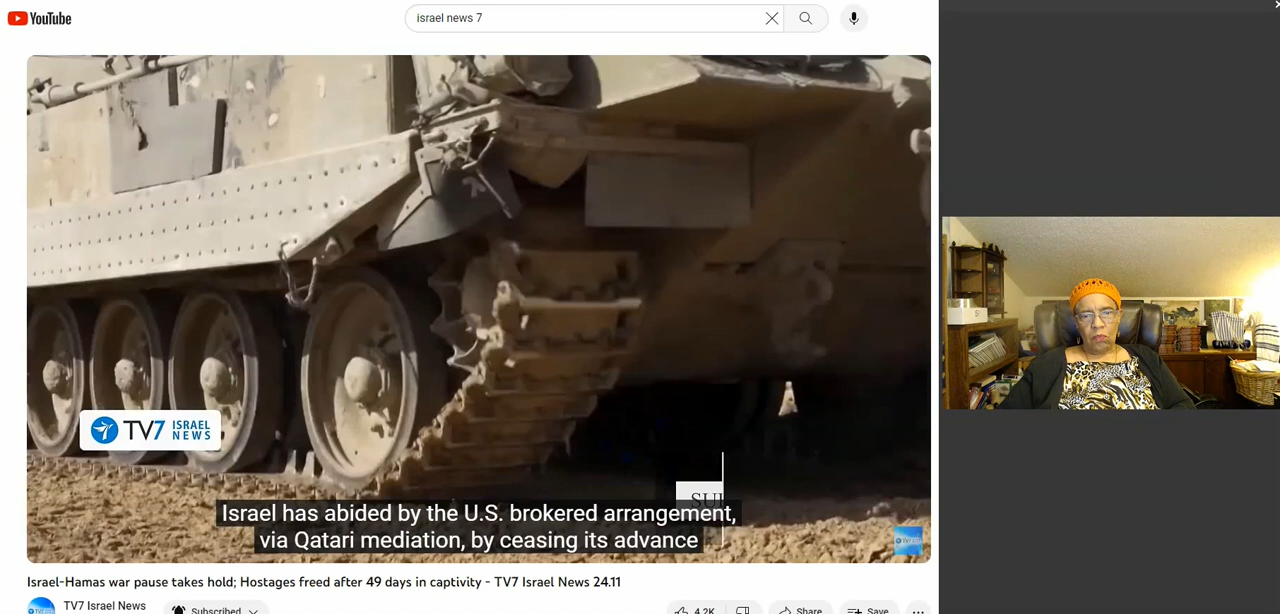 YouTube
israel news 7
TV7 ISRAEL
NEWS
SUI
Israel has abided by the U.S. brokered arrangement,
via Qatari mediation, by ceasing its advance
Israel-Hamas war pause takes hold; Hostages freed after 49 days in captivity - TV7 Israel News 24.11
TV7 Israel News
Subscribed
4.2K
Share
Save